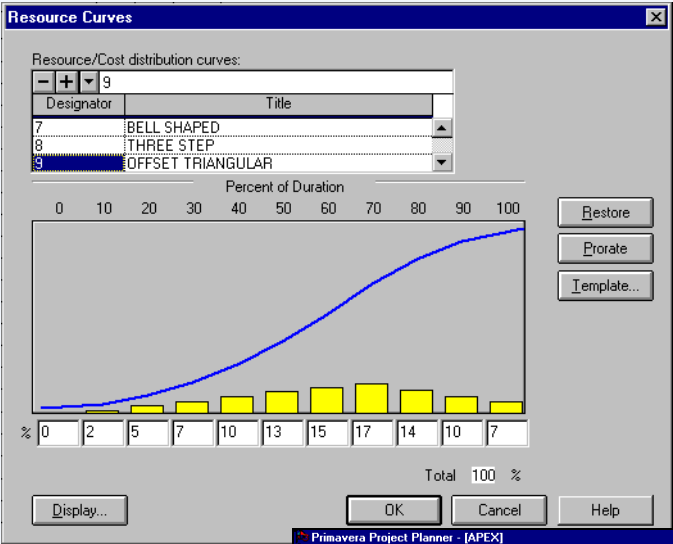 Resource Curves
Resource/Cost distribution curves:
9
Designator Title
7 BELL SHAPED
8 THREE STEP
9 OFFSET TRIANGULAR
Percent of Duration
0 10 20 30 40 50 60 70 80 90 100
Restore
Prorate
Template...
% 0 2 5 7 10 13 15 17 14 10 7
Total 100 %
Display... OK Cancel Help
Primavera Project Planner - [APEX]